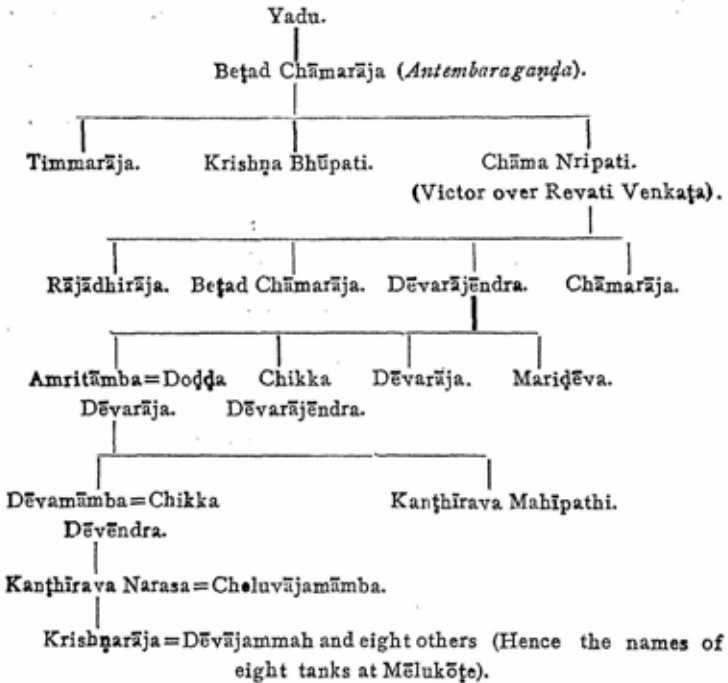 Yadu.
Beṭad Chāmarāja (Antembaragaṇḍa).
Timmarāja. Krishṇa Bhūpati. Chāma Nripati.
(Victor over Revati Venkaṭa).
Rājādhirāja. Beṭad Chāmarāja. Dēvarājēndra. Chāmarāja.
Amritāmba=Doḍḍa Chikka Dēvarāja. Mariḍēva.
Dēvarāja. Dēvarājēndra.
Dēvamāmba=Chikka Kanṭhīrava Mahīpathi.
Dēvēndra.
Kanṭhīrava Narasa=Cheluvājamāmba.
Krishṇarāja=Dēvājammah and eight others (Hence the names of
eight tanks at Mēlukōṭe).